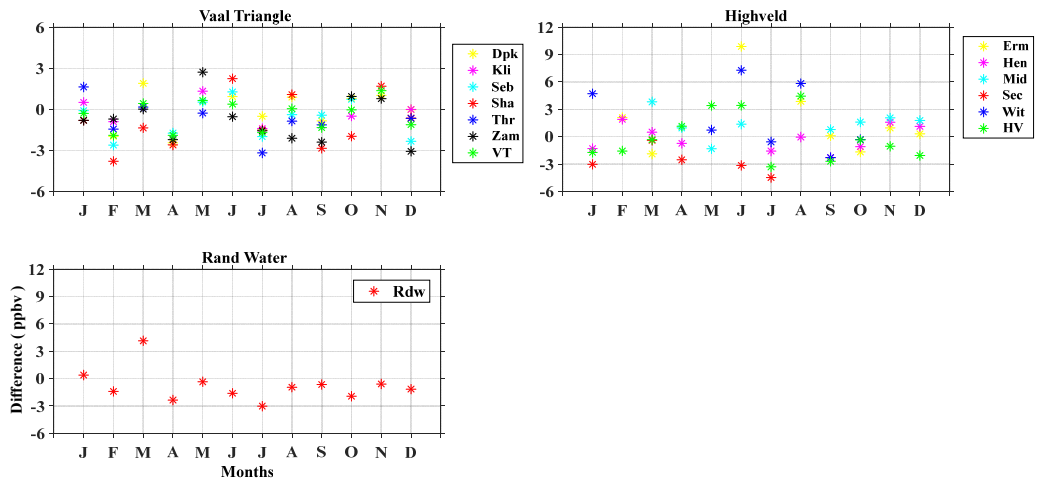 Vaal Triangle
6
3
0
-3
-6
J F M A M J J A S O N D
Dpk
Kli
Seb
Sha
Thr
Zam
VT
Highveld
12
9
6
3
0
-3
-6
J F M A M J J A S O N D
Erm
Hen
Mid
Sec
Wit
HV
Rand Water
12
9
6
3
0
-3
-6
Difference ( ppbv )
Rdw
J F M A M J J A S O N D
Months